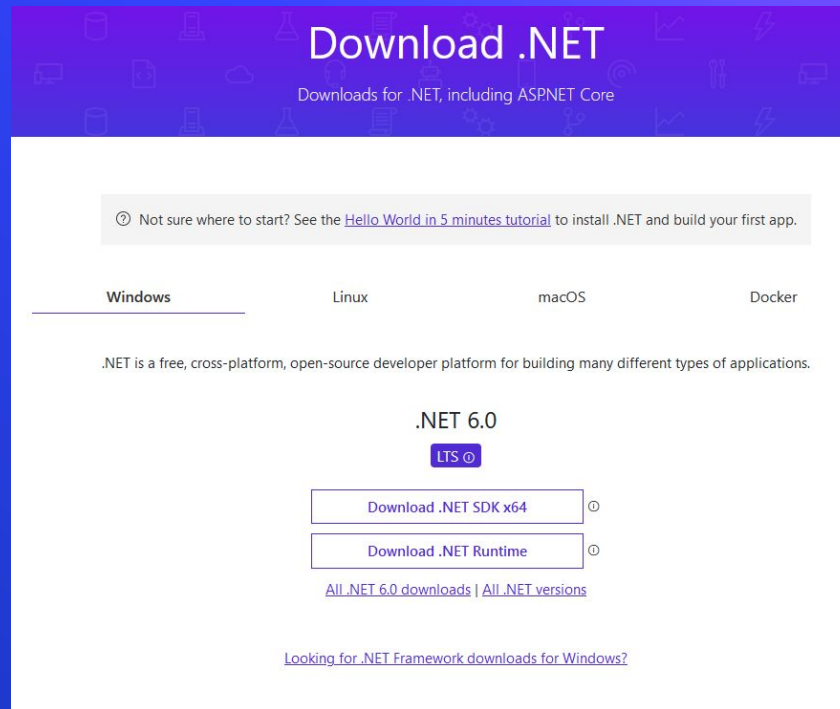 Download .NET
Downloads for .NET, including ASP.NET Core
Not sure where to start? See the Hello World in 5 minutes tutorial to install .NET and build your first app.
Windows Linux macOS Docker
.NET is a free, cross-platform, open-source developer platform for building many different types of applications.
.NET 6.0
LTS
Download .NET SDK x64
Download .NET Runtime
All .NET 6.0 downloads | All .NET versions
Looking for .NET Framework downloads for Windows?